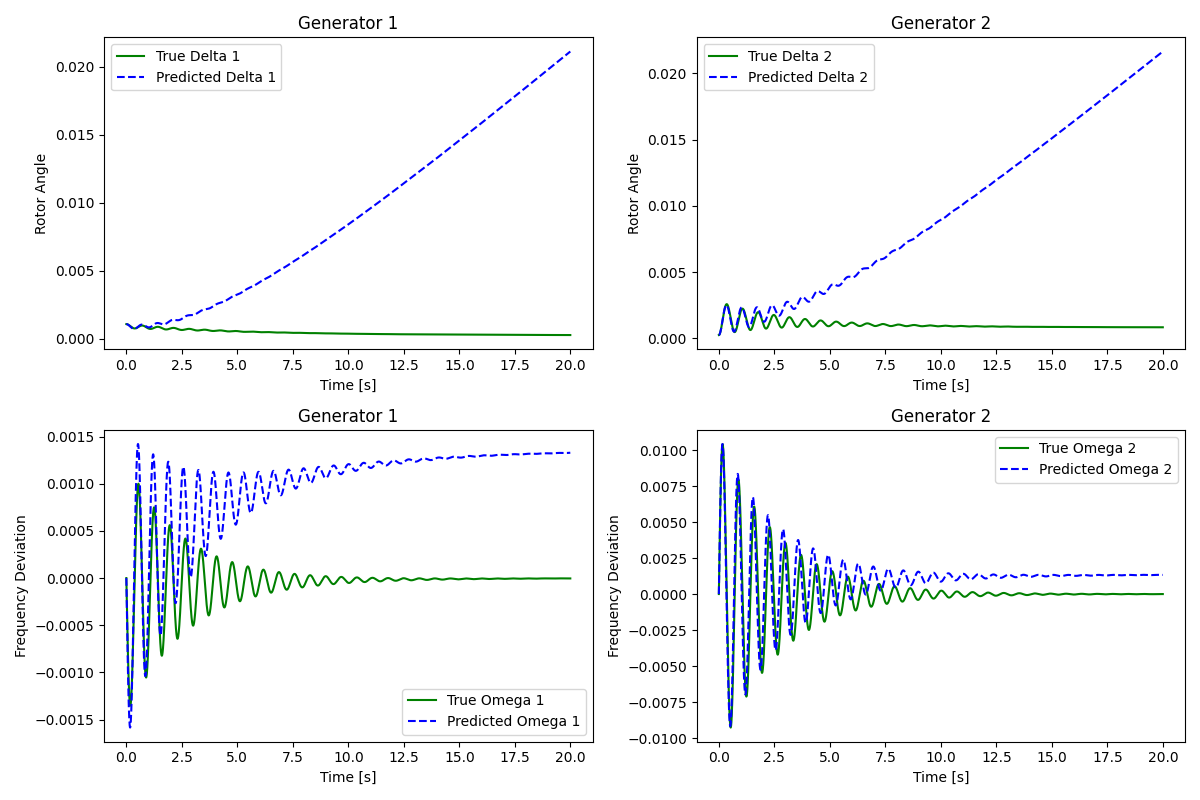 Generator 1
True Delta 1
Predicted Delta 1
0.020
0.015
0.010
0.005
0.000
Rotor Angle
0.0 2.5 5.0 7.5 10.0 12.5 15.0 17.5 20.0
Time [s]
Generator 2
True Delta 2
Predicted Delta 2
0.020
0.015
0.010
0.005
0.000
Rotor Angle
0.0 2.5 5.0 7.5 10.0 12.5 15.0 17.5 20.0
Time [s]
Generator 1
0.0015
0.0010
0.0005
0.0000
−0.0005
−0.0010
−0.0015
Frequency Deviation
True Omega 1
Predicted Omega 1
0.0 2.5 5.0 7.5 10.0 12.5 15.0 17.5 20.0
Time [s]
Generator 2
True Omega 2
Predicted Omega 2
0.0100
0.0075
0.0050
0.0025
0.0000
−0.0025
−0.0050
−0.0075
−0.0100
Frequency Deviation
0.0 2.5 5.0 7.5 10.0 12.5 15.0 17.5 20.0
Time [s]